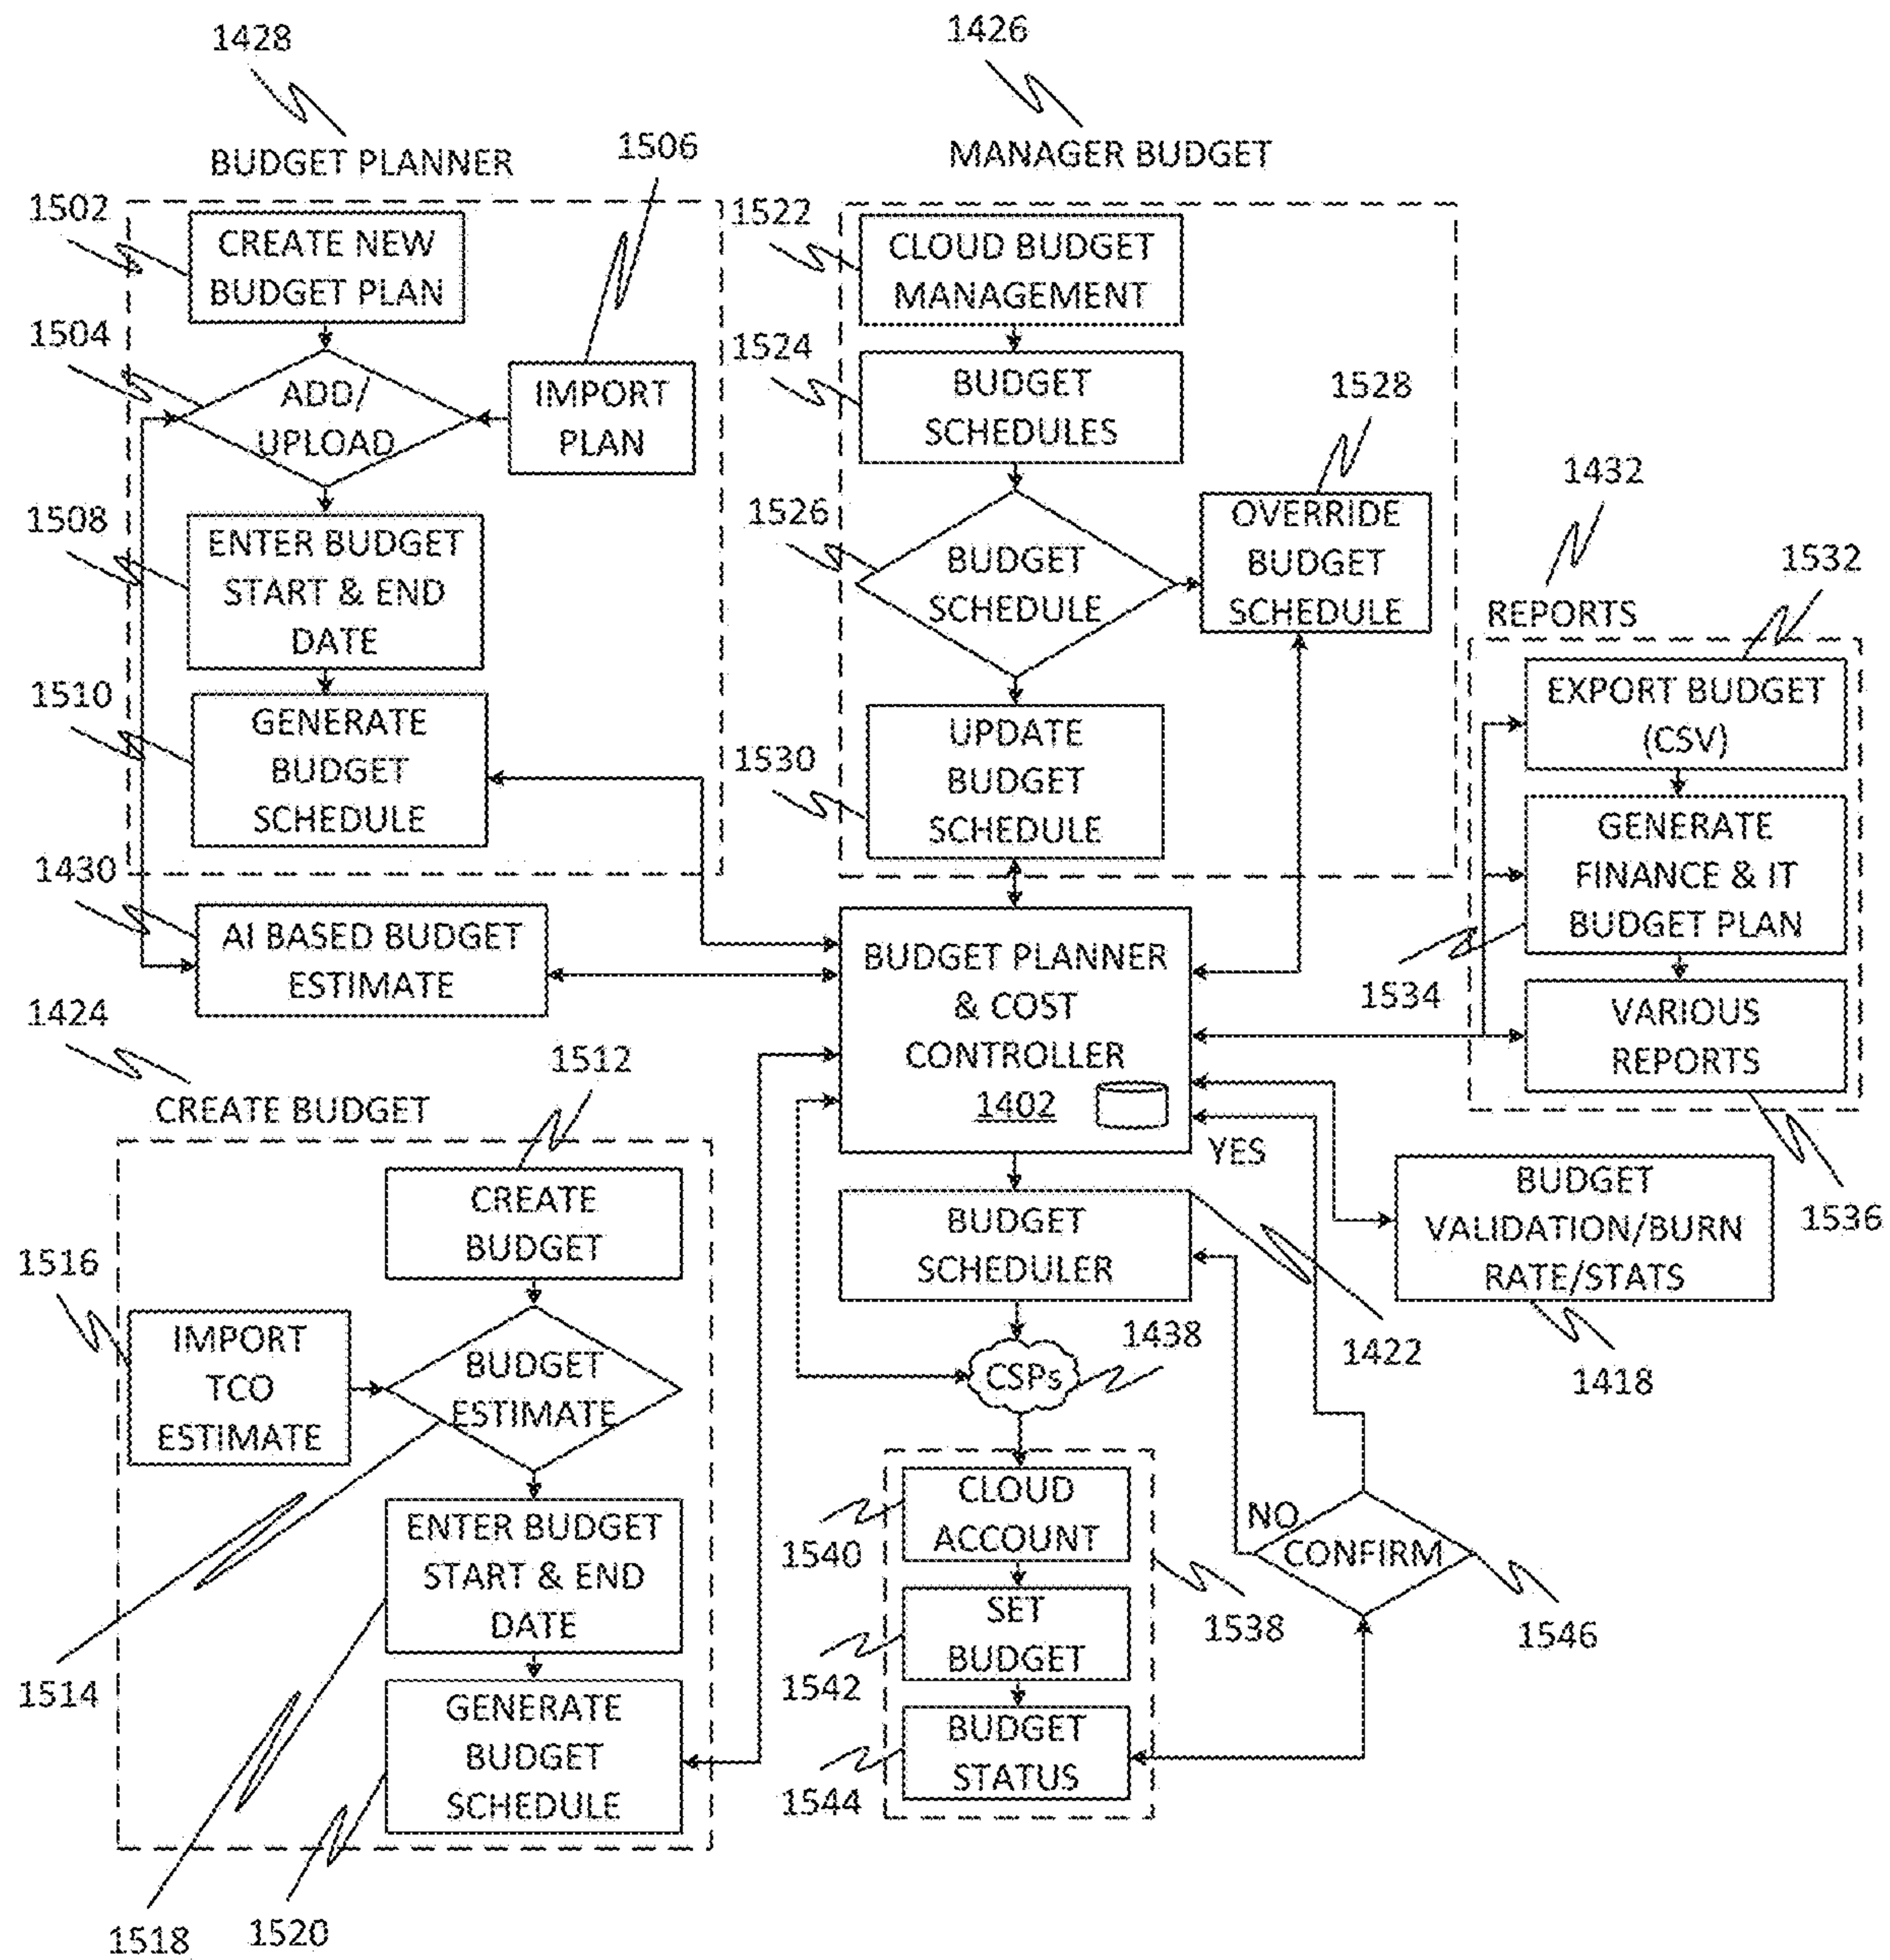 1428
BUDGET PLANNER
1502
CREATE NEW
BUDGET PLAN
1504
ADD/
UPLOAD
1506
IMPORT
PLAN
1508
ENTER BUDGET
START & END
DATE
1510
GENERATE
BUDGET
SCHEDULE
1430
AI BASED BUDGET
ESTIMATE
1426
MANAGER BUDGET
1522
CLOUD BUDGET
MANAGEMENT
1524
BUDGET
SCHEDULES
1526
BUDGET
SCHEDULE
1528
OVERRIDE
BUDGET
SCHEDULE
1530
UPDATE
BUDGET
SCHEDULE
1432
REPORTS
1532
EXPORT BUDGET
(CSV)
GENERATE
FINANCE & IT
BUDGET PLAN
1534
VARIOUS
REPORTS
1536
BUDGET PLANNER
& COST
CONTROLLER
1402
YES
BUDGET
VALIDATION/BURN
RATE/STATS
1418
BUDGET
SCHEDULER
1422
1438
CSPs
1424
CREATE BUDGET
1512
CREATE
BUDGET
1516
IMPORT
TCO
ESTIMATE
BUDGET
ESTIMATE
1514
ENTER BUDGET
START & END
DATE
1518
GENERATE
BUDGET
SCHEDULE
1520
CLOUD
ACCOUNT
1540
SET
BUDGET
1542
BUDGET
STATUS
1544
1538
NO
CONFIRM
1546